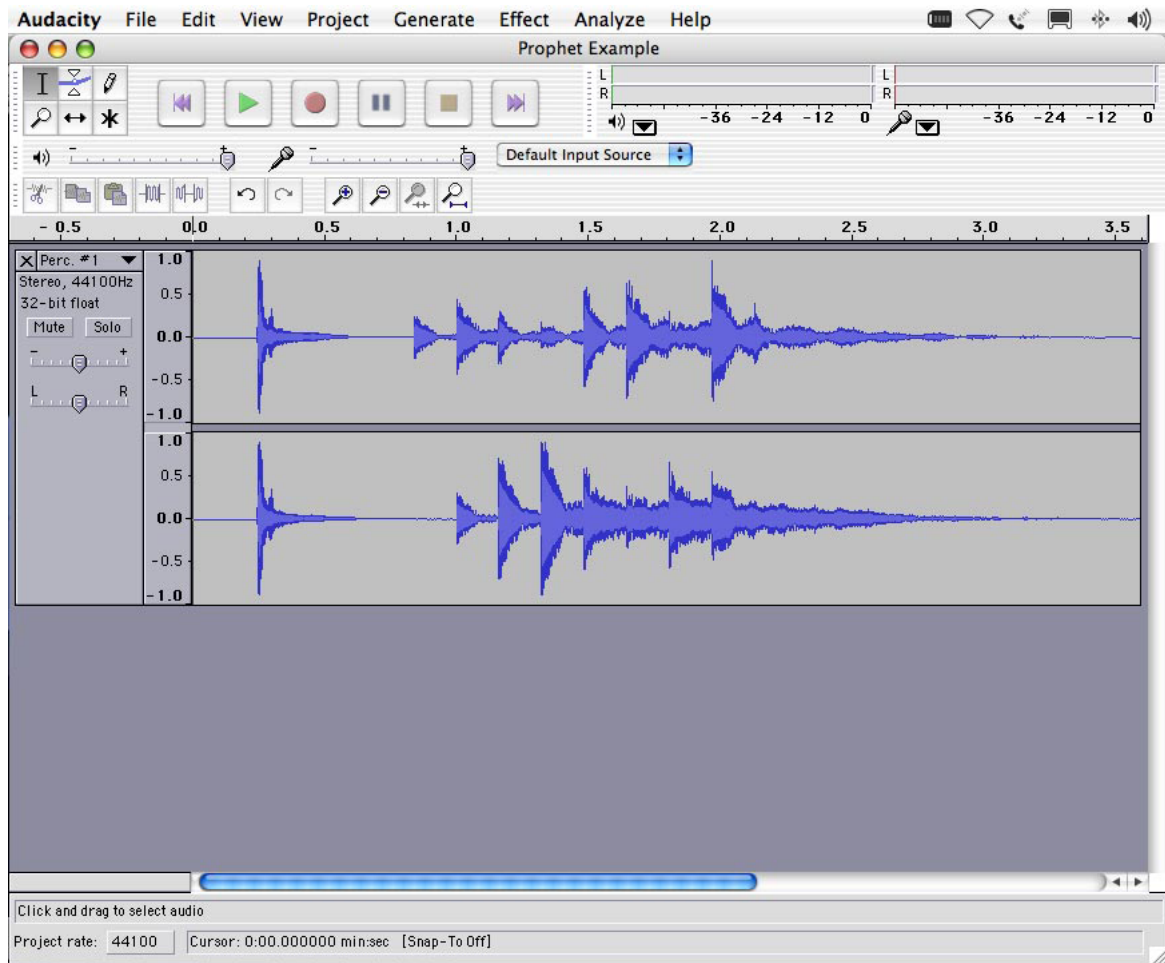 Audacity File Edit View Project Generate Effect Analyze Help
Prophet Example
L
R
-36 -24 -12 0
L
R
-36 -24 -12 0
- +
- +
Default Input Source
- 0.5 0.0 0.5 1.0 1.5 2.0 2.5 3.0 3.5
X Perc. #1
Stereo, 44100Hz
32-bit float
Mute Solo
- +
L R
1.0
0.5
0.0
-0.5
-1.0
1.0
0.5
0.0
-0.5
-1.0
Click and drag to select audio
Project rate: 44100 Cursor: 0:00.000000 min:sec [Snap-To Off]